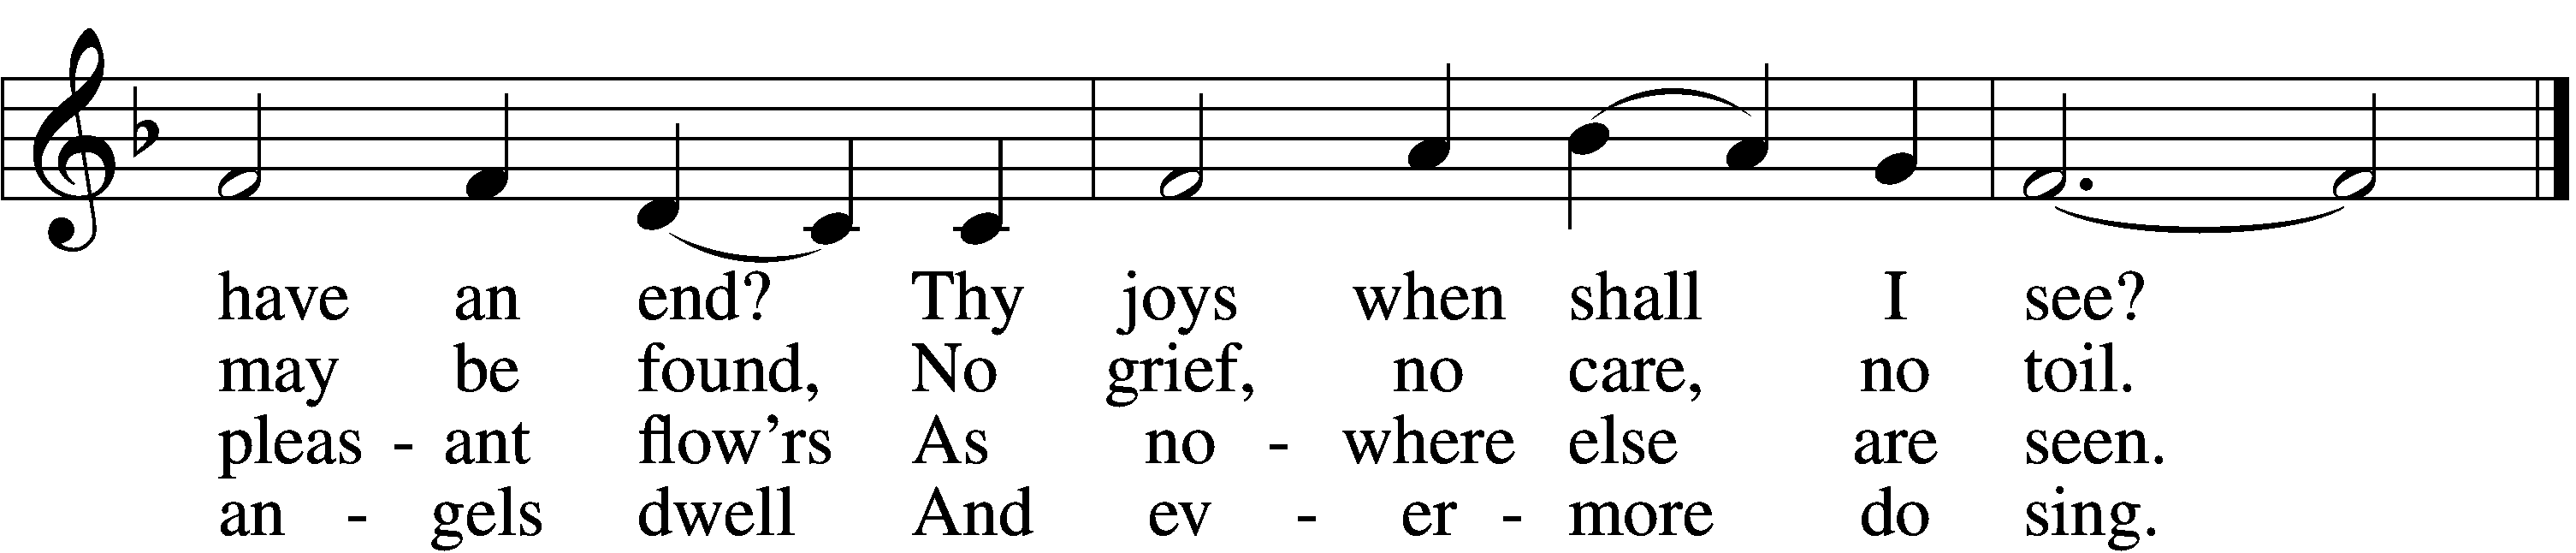 have an end? Thy joys when shall I see?
may be found, No grief, no care, no toil.
pleas - ant flow'rs As no - where else are seen.
an - gels dwell And ev - er - more do sing.